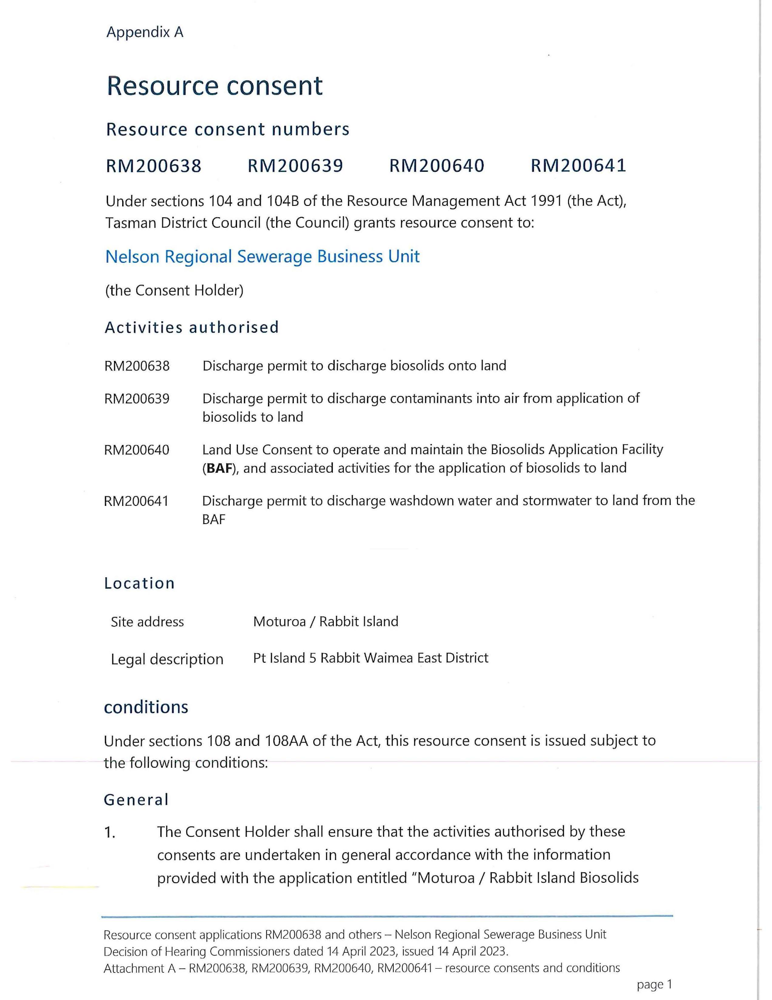 Appendix A
Resource consent
Resource consent numbers
RM200638 RM200639 RM200640 RM200641
Under sections 104 and 104B of the Resource Management Act 1991 (the Act),
Tasman District Council (the Council) grants resource consent to:
Nelson Regional Sewerage Business Unit
(the Consent Holder)
Activities authorised
RM200638 Discharge permit to discharge biosolids onto land
RM200639 Discharge permit to discharge contaminants into air from application of
biosolids to land
RM200640 Land Use Consent to operate and maintain the Biosolids Application Facility
(BAF), and associated activities for the application of biosolids to land
RM200641 Discharge permit to discharge washdown water and stormwater to land from the
BAF
Location
Site address Moturoa / Rabbit Island
Legal description Pt Island 5 Rabbit Waimea East District
conditions
Under sections 108 and 108AA of the Act, this resource consent is issued subject to
the following conditions:
General
1. The Consent Holder shall ensure that the activities authorised by these
consents are undertaken in general accordance with the information
provided with the application entitled “Moturoa / Rabbit Island Biosolids
Resource consent applications RM200638 and others – Nelson Regional Sewerage Business Unit
Decision of Hearing Commissioners dated 14 April 2023, issued 14 April 2023.
Attachment A – RM200638, RM200639, RM200640, RM200641 – resource consents and conditions
page 1